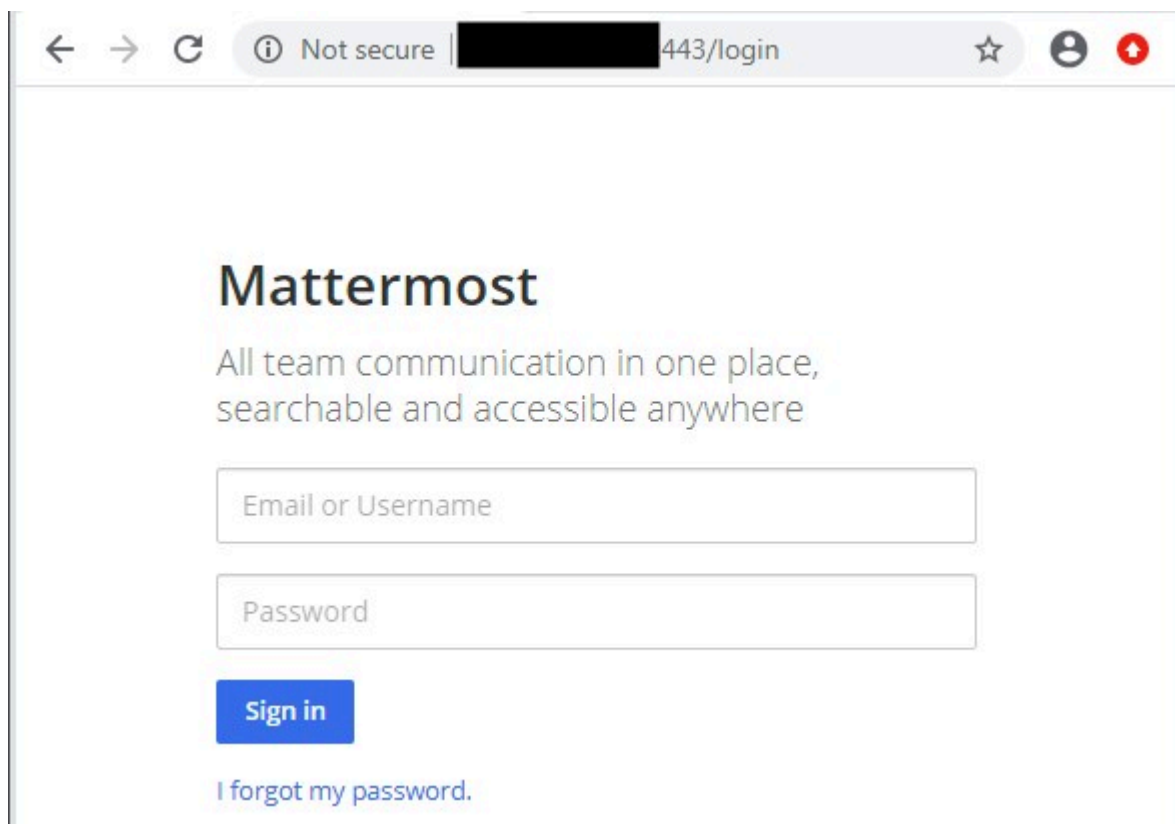 Not secure | 443/login
Mattermost
All team communication in one place,
searchable and accessible anywhere
Email or Username
Password
Sign in
I forgot my password.